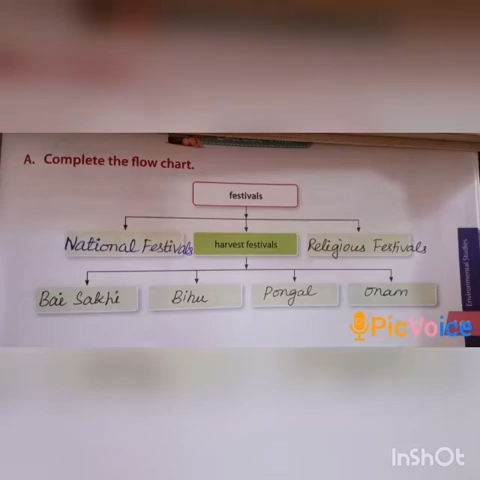 A. Complete the flow chart.
festivals
National Festivals harvest festivals Religious Festivals
Bai Sakhi Bihu Pongal Onam
Environmental Studies
PicVoice
InShOt